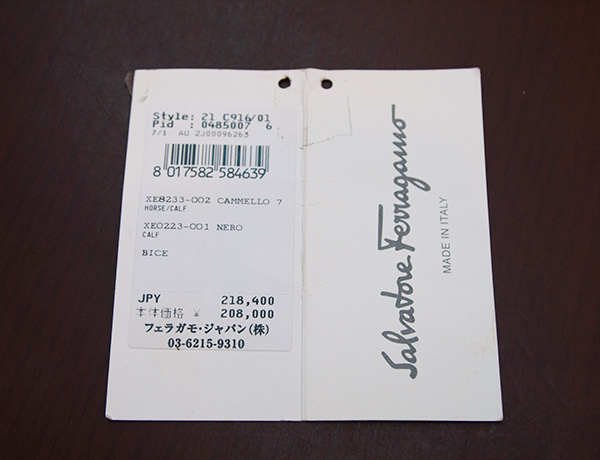 Style: 21 C916/01
Pid : 0485007 6
7/1 AU 2J00096263
8 017582 584639
XE8233-002 CAMMELLO 7
HORSE/CALF
XE0223-001 NERO
CALF
BICE
JPY 218,400
本体価格 ¥ 208,000
フェラガモ・ジャパン(株)
03-6215-9310
Salvatore Ferragamo
MADE IN ITALY